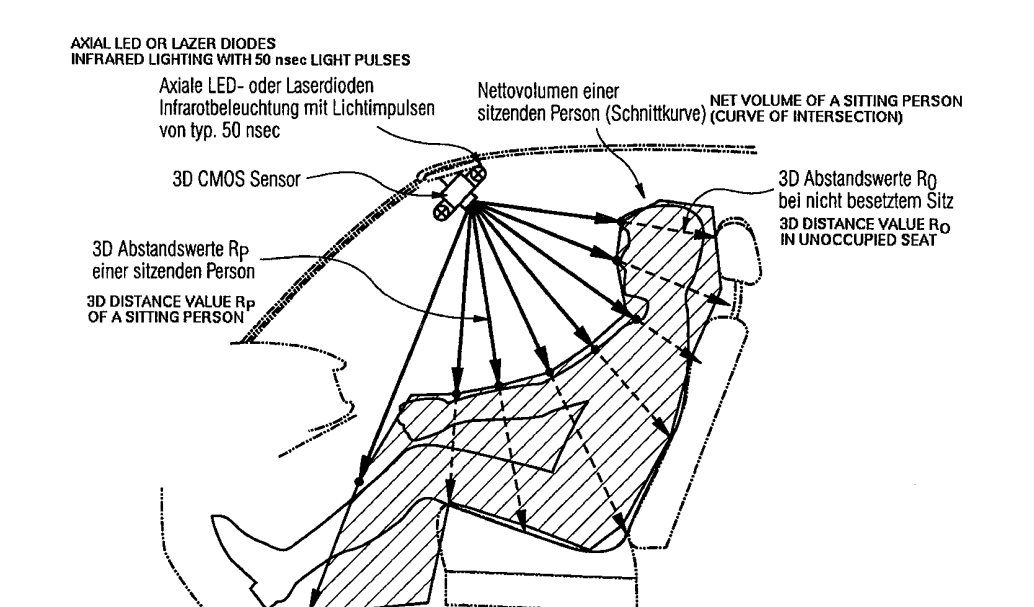 AXIAL LED OR LAZER DIODES
INFRARED LIGHTING WITH 50 nsec LIGHT PULSES
Axiale LED- oder Laserdioden
Infrarotbeleuchtung mit Lichtimpulsen
von typ. 50 nsec
Nettovolumen einer
sitzenden Person (Schnittkurve)
NET VOLUME OF A SITTING PERSON
(CURVE OF INTERSECTION)
3D CMOS Sensor
3D Abstandswerte RO
bei nicht besetztem Sitz
3D DISTANCE VALUE RO
IN UNOCCUPIED SEAT
3D Abstandswerte RP
einer sitzenden Person
3D DISTANCE VALUE RP
OF A SITTING PERSON